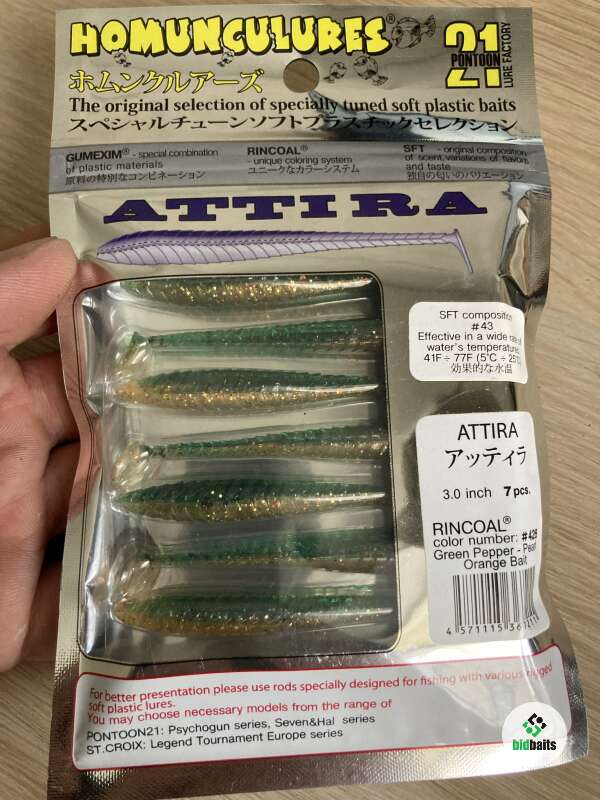 HOMUNCULURES®
21
PONTOON
LURE FACTORY
ホムンクルアーズ
The original selection of specially tuned soft plastic baits
スペシャルチューンソフトプラスチックセレクション
GUMEXIM® - special combination
of plastic materials
原料の特別なコンビネーション
RINCOAL®
- unique coloring system
ユニークなカラーシステム
SFT - original composition
of scent, variations of flavors
and taste
独自の匂いのバリエーション
ATTIRA
SFT composition
#43
Effective in a wide
water's temperature
41F ÷ 77F (5°C ÷
効果的な水温
ATTIRA
アッティラ
3.0 inch 7 pcs.
RINCOAL®
color number: #426
Green Pepper - Pearl
Orange Bait
4 571115
For better presentation please use rods specially designed for fishing with various rigged
soft plastic lures.
You may choose necessary models from the range of
PONTOON21: Psychogun series, Seven&Hal series
ST.CROIX: Legend Tournament Europe series
bidbaits